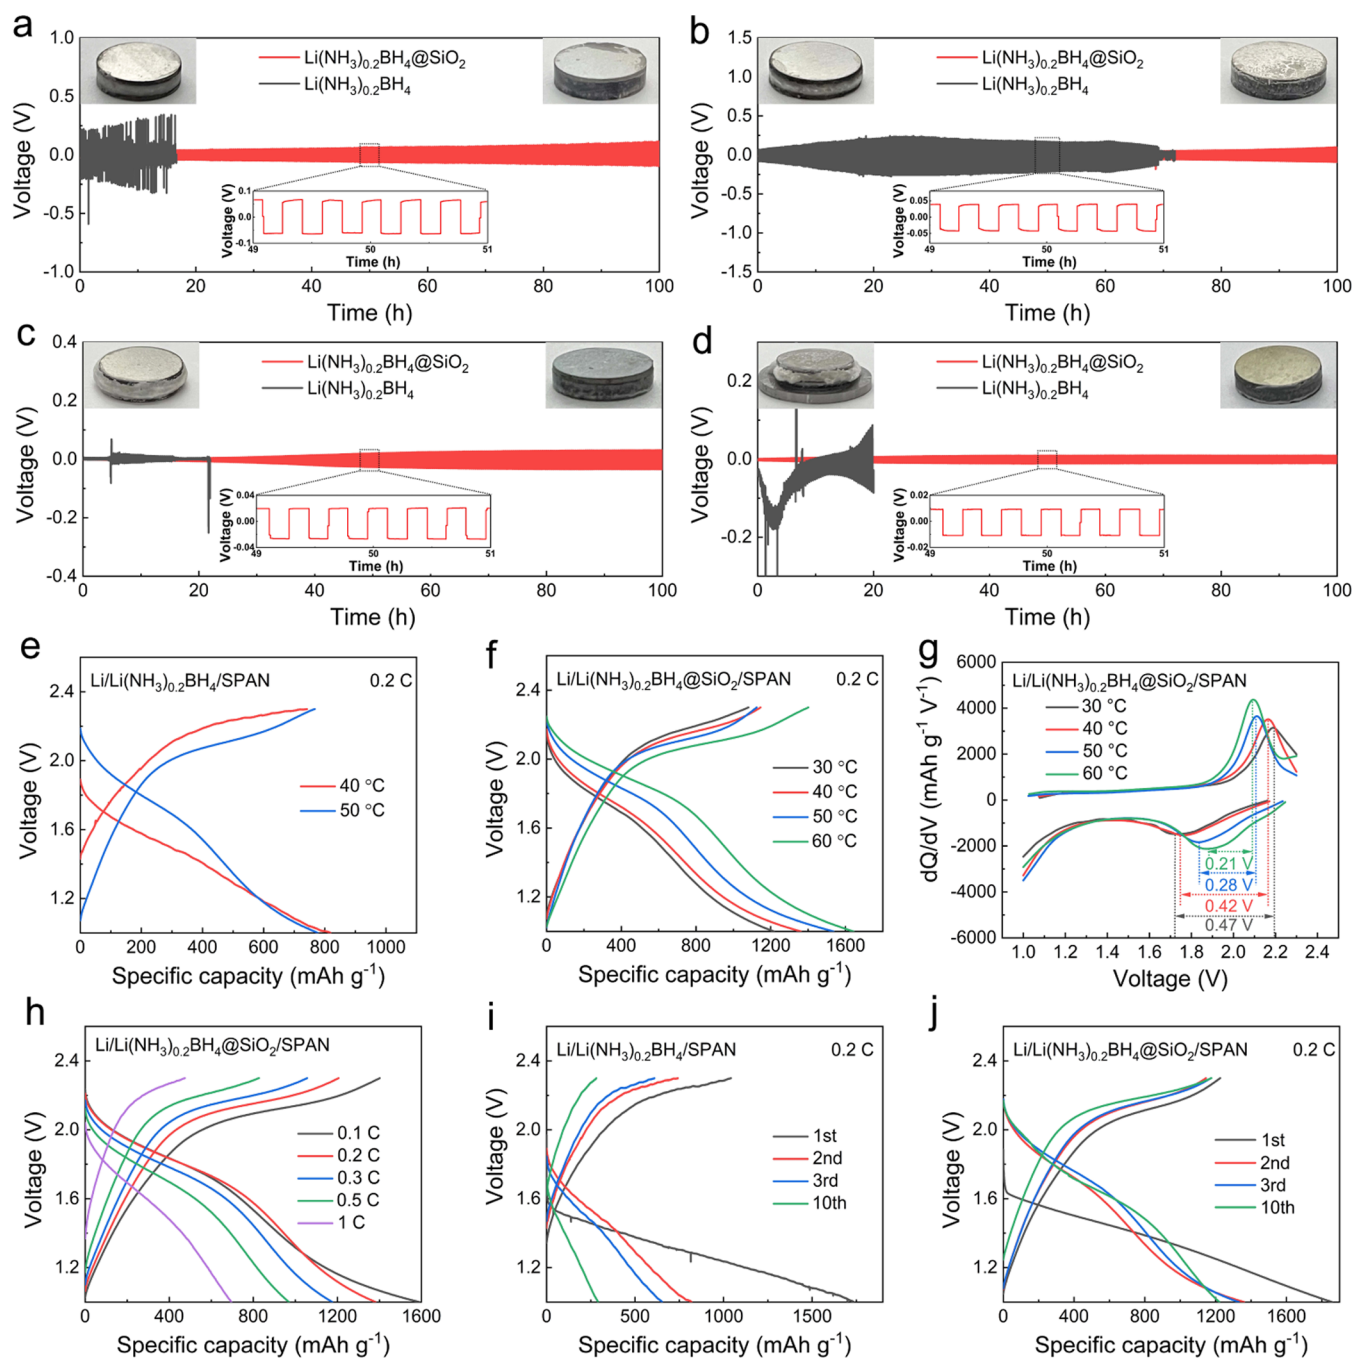 a
1.0
0.5
0.0
-0.5
-1.0
Voltage (V)
Li(NH3)0.2BH4@SiO2
Li(NH3)0.2BH4
0.1
0.0
-0.1
Voltage (V)
49
50
51
Time (h)
0
20
40
60
80
100
Time (h)
b
1.5
1.0
0.5
0.0
-0.5
-1.0
-1.5
Voltage (V)
Li(NH3)0.2BH4@SiO2
Li(NH3)0.2BH4
0.05
0.00
-0.05
Voltage (V)
49
50
51
Time (h)
0
20
40
60
80
100
Time (h)
c
0.4
0.2
0.0
-0.2
-0.4
Voltage (V)
Li(NH3)0.2BH4@SiO2
Li(NH3)0.2BH4
0.04
0.00
-0.04
Voltage (V)
49
50
51
Time (h)
0
20
40
60
80
100
Time (h)
d
0.2
0.0
-0.2
Voltage (V)
Li(NH3)0.2BH4@SiO2
Li(NH3)0.2BH4
0.02
0.00
-0.02
Voltage (V)
49
50
51
Time (h)
0
20
40
60
80
100
Time (h)
e
Li/Li(NH3)0.2BH4/SPAN 0.2 C
2.4
2.0
1.6
1.2
Voltage (V)
40 °C
50 °C
0
200
400
600
800
1000
Specific capacity (mAh g-1)
f
Li/Li(NH3)0.2BH4@SiO2/SPAN 0.2 C
2.4
2.0
1.6
1.2
Voltage (V)
30 °C
40 °C
50 °C
60 °C
0
400
800
1200
1600
Specific capacity (mAh g-1)
g
6000
4000
2000
0
-2000
-4000
-6000
dQ/dV (mAh g-1 V-1)
Li/Li(NH3)0.2BH4@SiO2/SPAN
30 °C
40 °C
50 °C
60 °C
0.21 V
0.28 V
0.42 V
0.47 V
1.0
1.2
1.4
1.6
1.8
2.0
2.2
2.4
Voltage (V)
h
Li/Li(NH3)0.2BH4@SiO2/SPAN
2.4
2.0
1.6
1.2
Voltage (V)
0.1 C
0.2 C
0.3 C
0.5 C
1 C
0
400
800
1200
1600
Specific capacity (mAh g-1)
i
Li/Li(NH3)0.2BH4/SPAN 0.2 C
2.4
2.0
1.6
1.2
Voltage (V)
1st
2nd
3rd
10th
0
500
1000
1500
Specific capacity (mAh g-1)
j
Li/Li(NH3)0.2BH4@SiO2/SPAN 0.2 C
2.4
2.0
1.6
1.2
Voltage (V)
1st
2nd
3rd
10th
0
400
800
1200
1600
Specific capacity (mAh g-1)